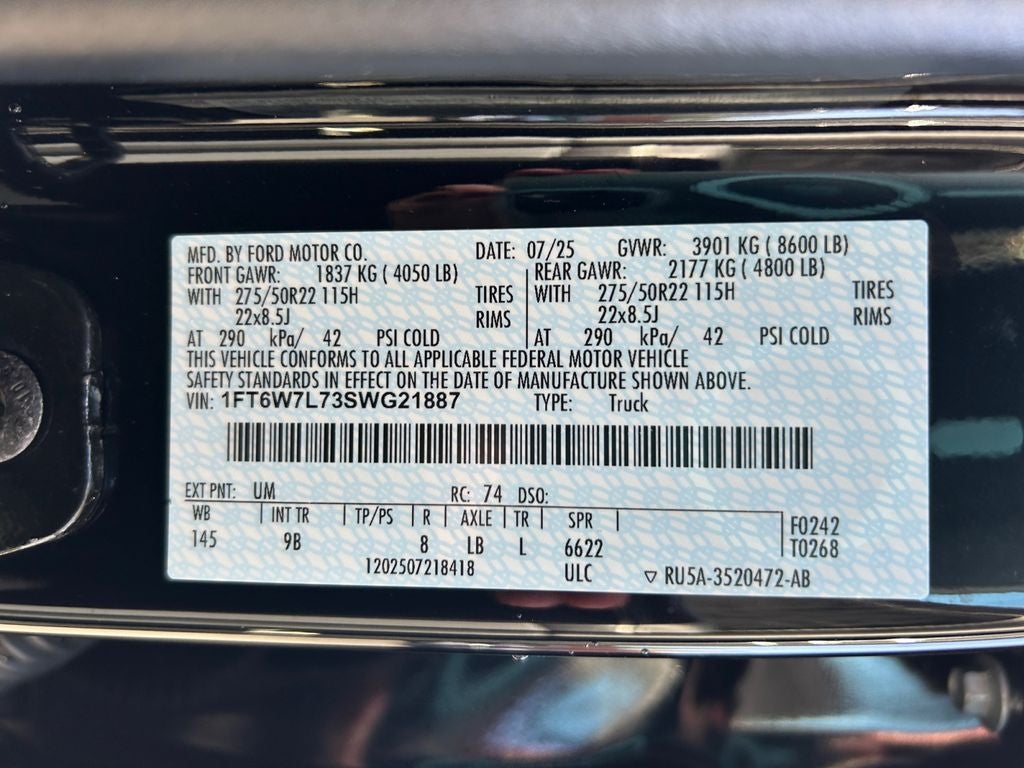 MFD. BY FORD MOTOR CO. DATE: 07/25 GVWR: 3901 KG ( 8600 LB)
FRONT GAWR: 1837 KG ( 4050 LB) REAR GAWR: 2177 KG ( 4800 LB)
WITH 275/50R22 115H TIRES WITH 275/50R22 115H TIRES
22x8.5J RIMS 22x8.5J RIMS
AT 290 kPa/ 42 PSI COLD AT 290 kPa/ 42 PSI COLD
THIS VEHICLE CONFORMS TO ALL APPLICABLE FEDERAL MOTOR VEHICLE
SAFETY STANDARDS IN EFFECT ON THE DATE OF MANUFACTURE SHOWN ABOVE.
VIN: 1FT6W7L73SWG21887 TYPE: Truck
EXT PNT: UM RC: 74 DSO:
WB INT TR TP/PS R AXLE TR SPR F0242
145 9B 8 LB L 6622 T0268
1202507218418 ULC RU5A-3520472-AB